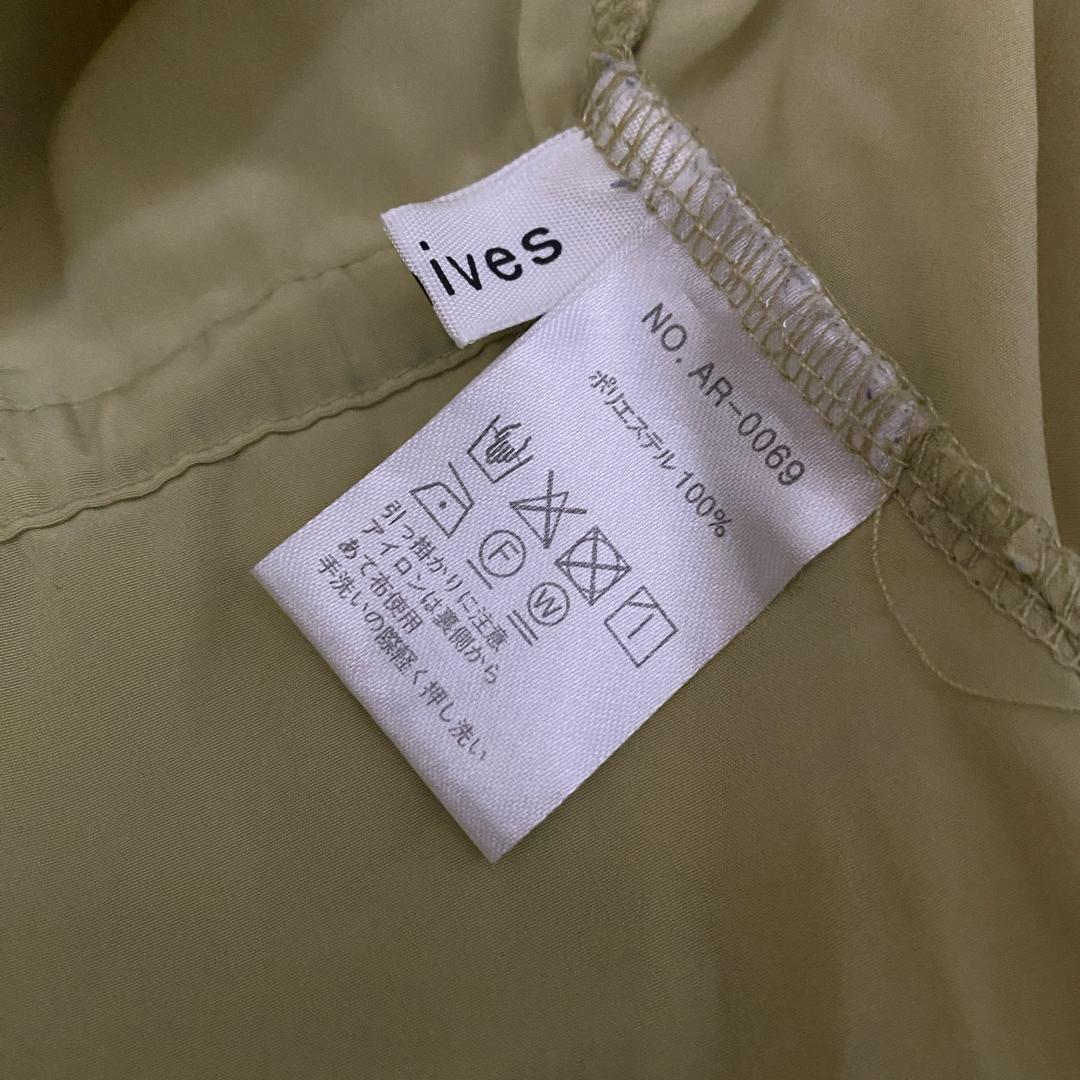 ives
NO. AR-0069
ポリエステル 100%
F
W
引っ掛かりに注意
アイロンは裏側から
あて布使用
手洗いの際軽く押し洗い